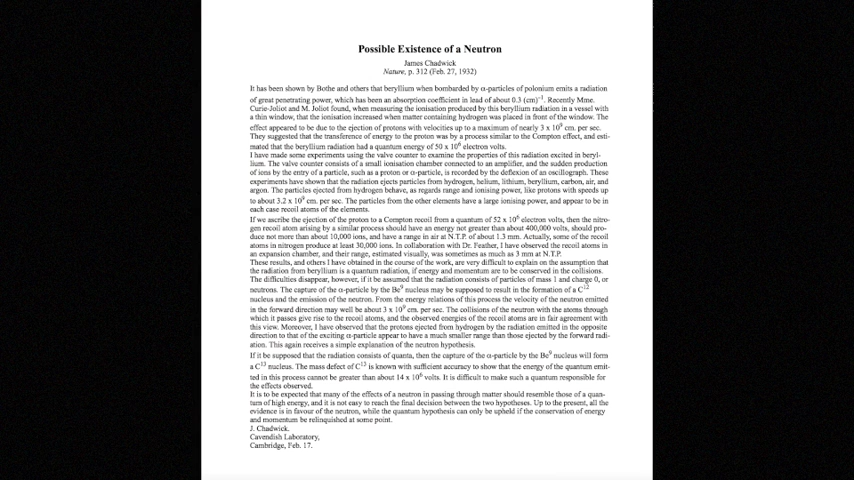 Possible Existence of a Neutron
James Chadwick
Nature, p. 312 (Feb. 27, 1932)
It has been shown by Bothe and others that beryllium when bombarded by α-particles of polonium emits a radiation
of great penetrating power, which has been an absorption coefficient in lead of about 0.3 (cm)⁻¹. Recently Mme.
Curie-Joliot and M. Joliot found, when measuring the ionisation produced by this beryllium radiation in a vessel with
a thin window, that the ionisation increased when matter containing hydrogen was placed in front of the window. The
effect appeared to be due to the ejection of protons with velocities up to a maximum of nearly 3 x 10⁹ cm. per sec.
They suggested that the transference of energy to the proton was by a process similar to the Compton effect, and esti-
mated that the beryllium radiation had a quantum energy of 50 x 10⁶ electron volts.
I have made some experiments using the valve counter to examine the properties of this radiation excited in beryl-
lium. The valve counter consists of a small ionisation chamber connected to an amplifier, and the sudden production
of ions by the entry of a particle, such as a proton or α-particle, is recorded by the deflexion of an oscillograph. These
experiments have shown that the radiation ejects particles from hydrogen, helium, lithium, beryllium, carbon, air, and
argon. The particles ejected from hydrogen behave, as regards range and ionising power, like protons with speeds up
to about 3.2 x 10⁹ cm. per sec. The particles from the other elements have a large ionising power, and appear to be in
each case recoil atoms of the elements.
If we ascribe the ejection of the proton to a Compton recoil from a quantum of 52 x 10⁶ electron volts, then the nitro-
gen recoil atom arising by a similar process should have an energy not greater than about 400,000 volts, should pro-
duce not more than about 10,000 ions, and have a range in air at N.T.P. of about 1.3 mm. Actually, some of the recoil
atoms in nitrogen produce at least 30,000 ions. In collaboration with Dr. Feather, I have observed the recoil atoms in
an expansion chamber, and their range, estimated visually, was sometimes as much as 3 mm at N.T.P.
These results, and others I have obtained in the course of the work, are very difficult to explain on the assumption that
the radiation from beryllium is a quantum radiation, if energy and momentum are to be conserved in the collisions.
The difficulties disappear, however, if it be assumed that the radiation consists of particles of mass 1 and charge 0, or
neutrons. The capture of the α-particle by the Be⁹ nucleus may be supposed to result in the formation of a C¹²
nucleus and the emission of the neutron. From the energy relations of this process the velocity of the neutron emitted
in the forward direction may well be about 3 x 10⁹ cm. per sec. The collisions of the neutron with the atoms through
which it passes give rise to the recoil atoms, and the observed energies of the recoil atoms are in fair agreement with
this view. Moreover, I have observed that the protons ejected from hydrogen by the radiation emitted in the opposite
direction to that of the exciting α-particle appear to have a much smaller range than those ejected by the forward radi-
ation. This again receives a simple explanation of the neutron hypothesis.
If it be supposed that the radiation consists of quanta, then the capture of the α-particle by the Be⁹ nucleus will form
a C¹³ nucleus. The mass defect of C¹³ is known with sufficient accuracy to show that the energy of the quantum emit-
ted in this process cannot be greater than about 14 x 10⁶ volts. It is difficult to make such a quantum responsible for
the effects observed.
It is to be expected that many of the effects of a neutron in passing through matter should resemble those of a quan-
tum of high energy, and it is not easy to reach the final decision between the two hypotheses. Up to the present, all the
evidence is in favour of the neutron, while the quantum hypothesis can only be upheld if the conservation of energy
and momentum be relinquished at some point.
J. Chadwick.
Cavendish Laboratory,
Cambridge, Feb. 17.